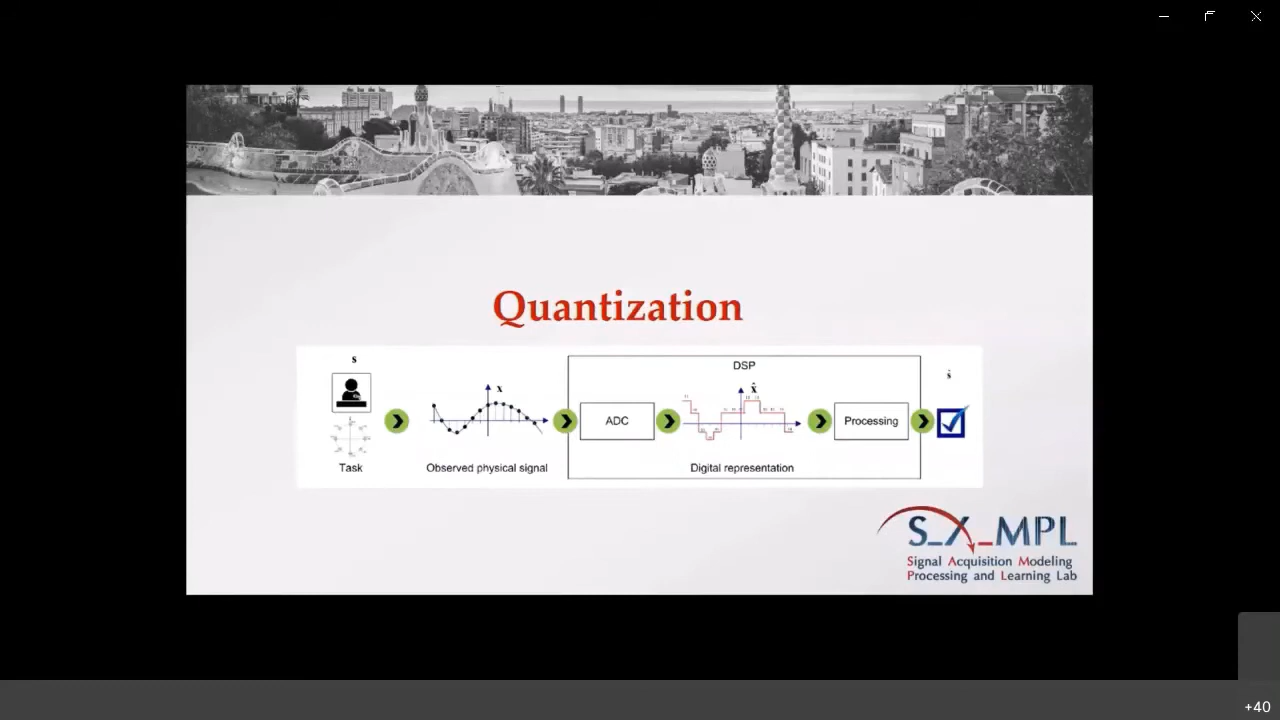 Quantization
s
x
DSP
x̂
ŝ
ADC
Processing
Task
Observed physical signal
Digital representation
S_X_MPL
Signal Acquisition Modeling
Processing and Learning Lab
+40